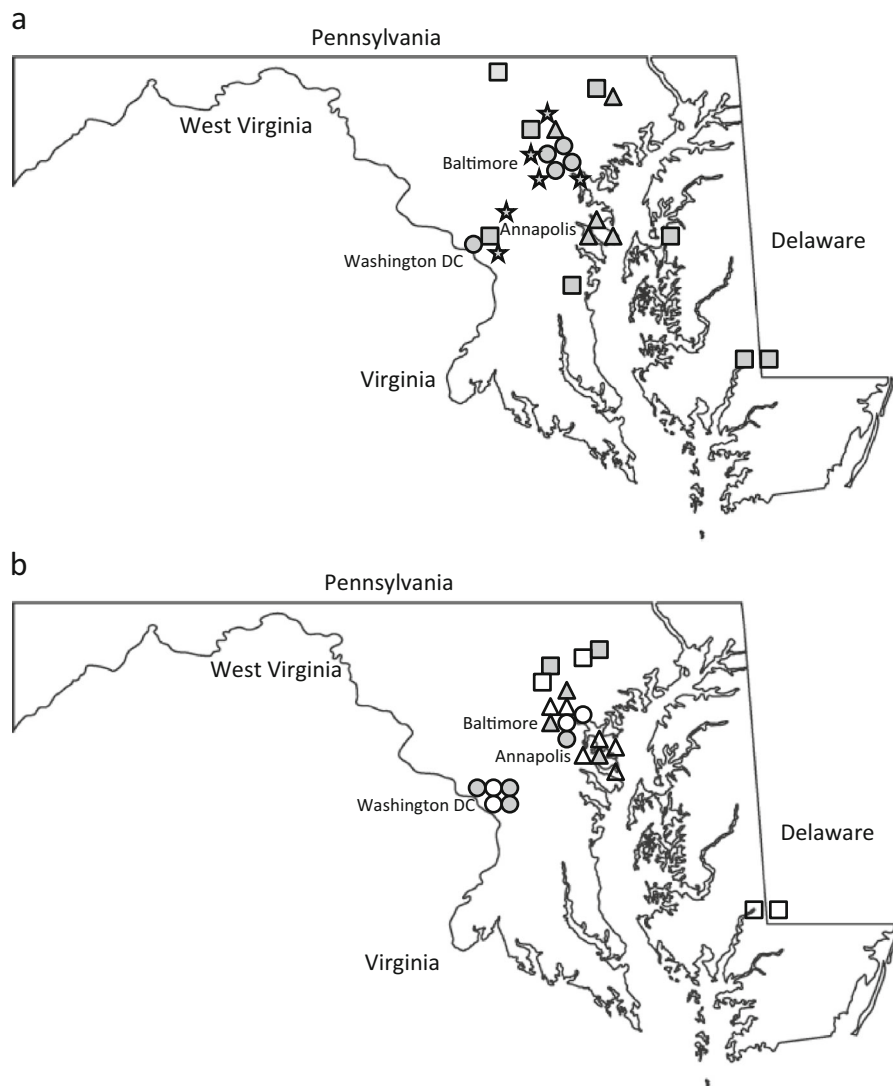 a
Pennsylvania
West Virginia
Baltimore
Annapolis
Delaware
Washington DC
Virginia
b
Pennsylvania
West Virginia
Baltimore
Annapolis
Washington DC
Delaware
Virginia